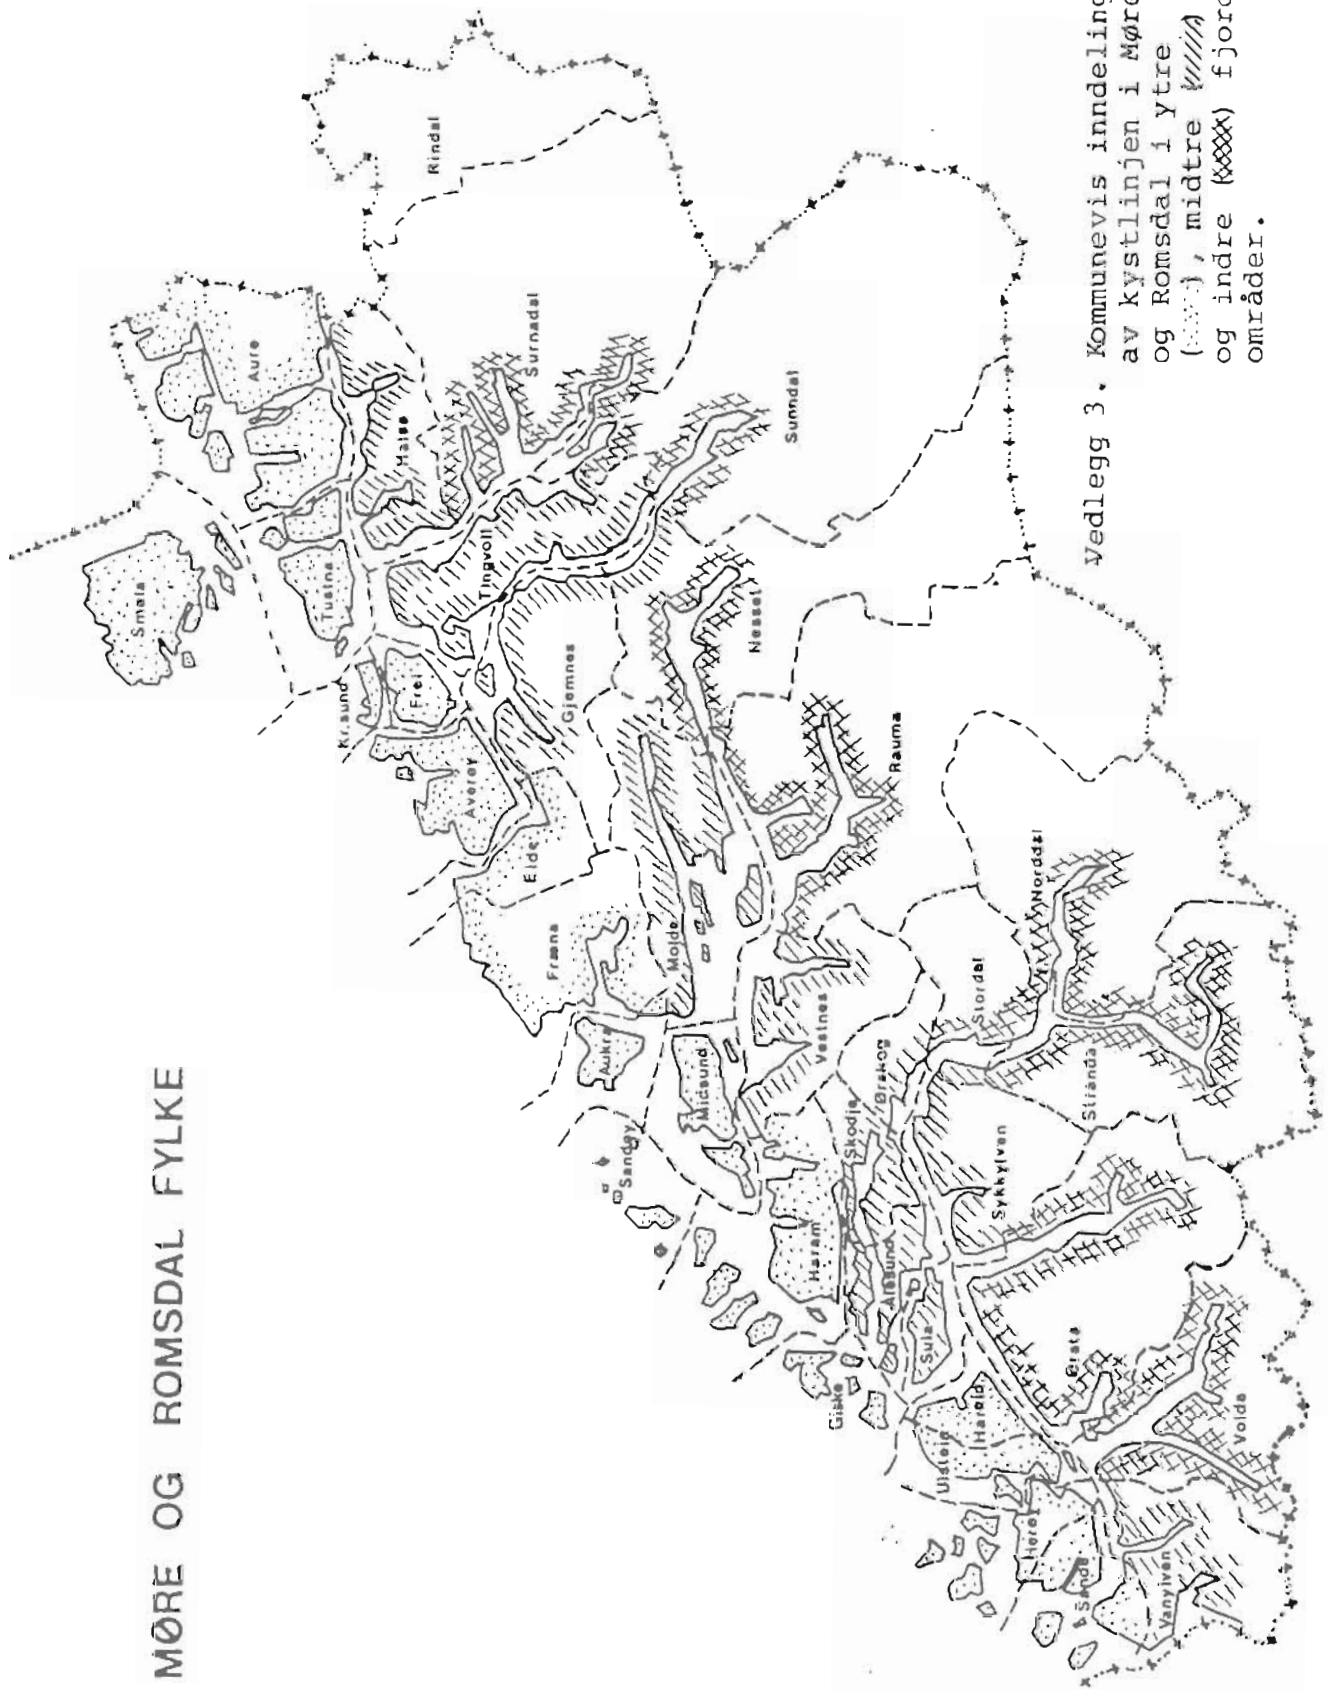 MØRE OG ROMSDAL FYLKE
Smøla
Aure
Rindal
Tustna
Halsa
Surnadal
Kr.sund
Frei
Tingvoll
Sunndal
Averøy
Gjemnes
Eide
Nesset
Fræna
Molde
Rauma
Aukra
Midsund
Vestnes
Sandøy
Haram
Skodje
Ørskog
Stordal
Norddal
Stranda
Sykkylven
Ålesund
Sula
Giske
Ulstein
Hareid
Ørsta
Volda
Herøy
Sande
Vanylven
Vedlegg 3. Kommunevis inndeling
av kystlinjen i Møre
og Romsdal i ytre
( ), midtre ( )
og indre ( ) fjord
områder.